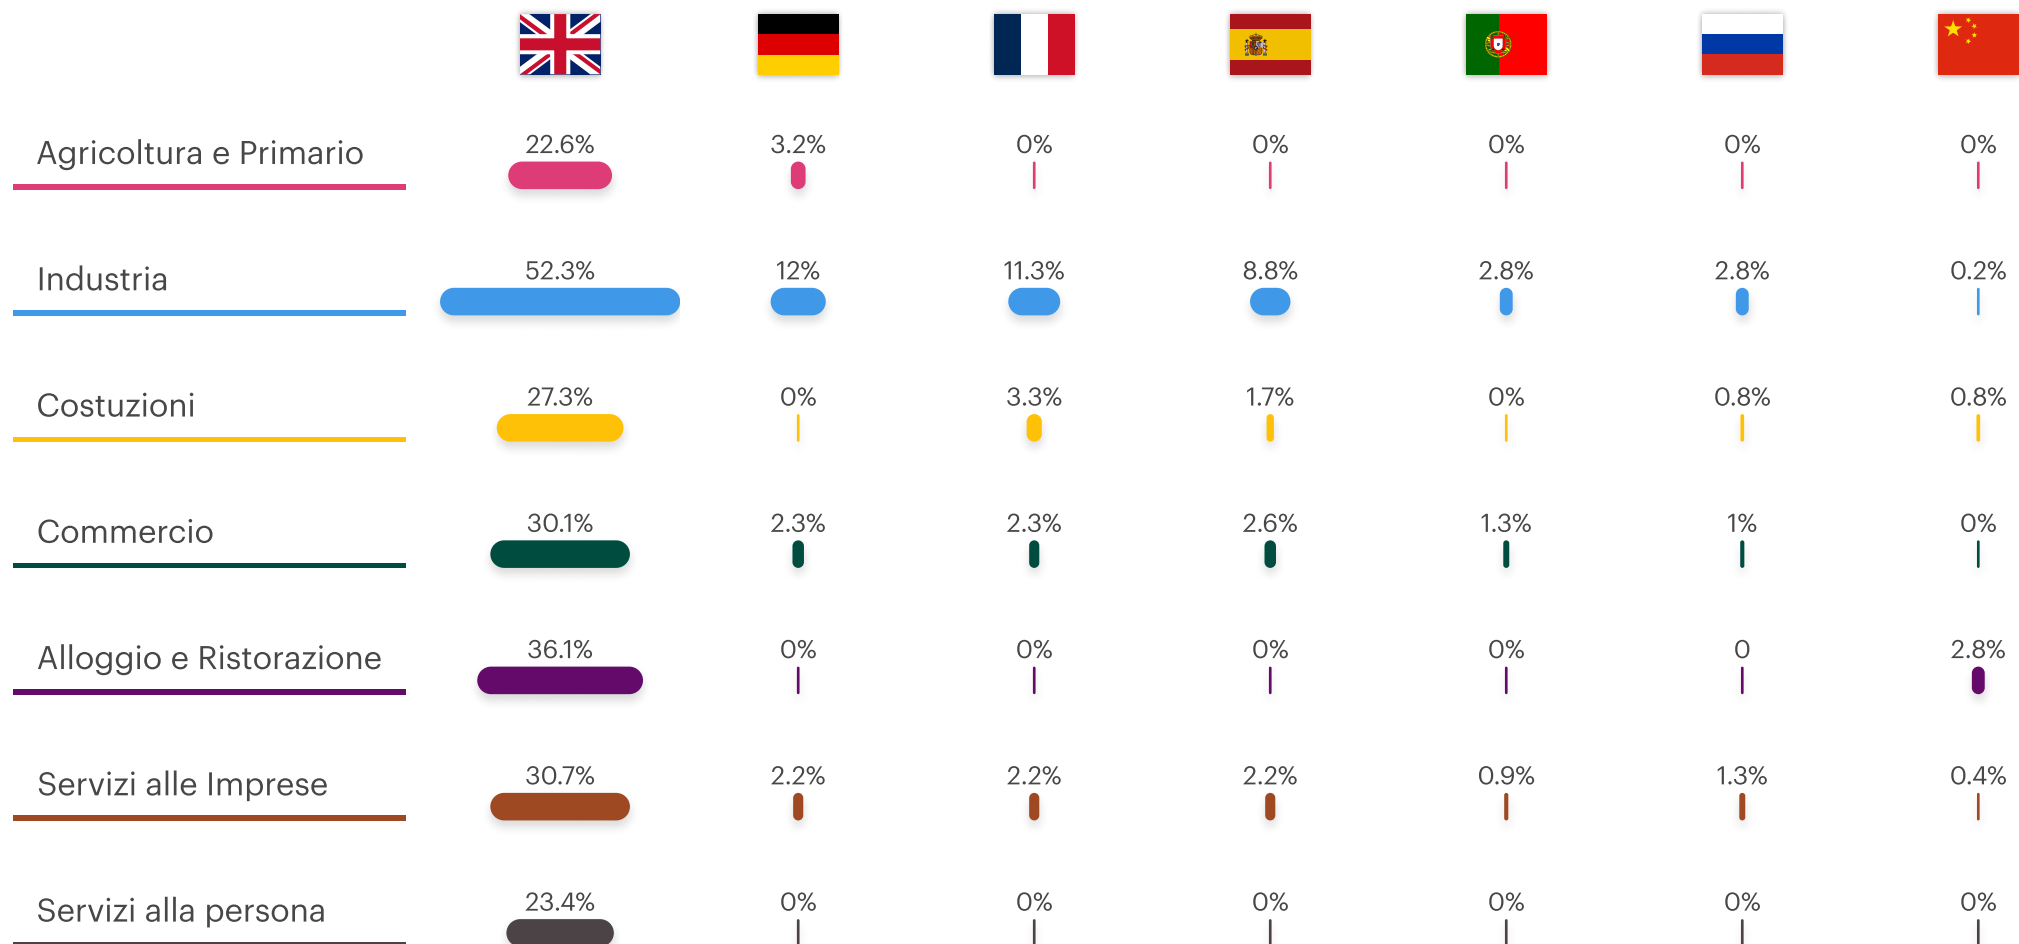 Agricoltura e Primario 22.6% 3.2% 0% 0% 0% 0% 0%
Industria 52.3% 12% 11.3% 8.8% 2.8% 2.8% 0.2%
Costuzioni 27.3% 0% 3.3% 1.7% 0% 0.8% 0.8%
Commercio 30.1% 2.3% 2.3% 2.6% 1.3% 1% 0%
Alloggio e Ristorazione 36.1% 0% 0% 0% 0% 0 2.8%
Servizi alle Imprese 30.7% 2.2% 2.2% 2.2% 0.9% 1.3% 0.4%
Servizi alla persona 23.4% 0% 0% 0% 0% 0% 0%